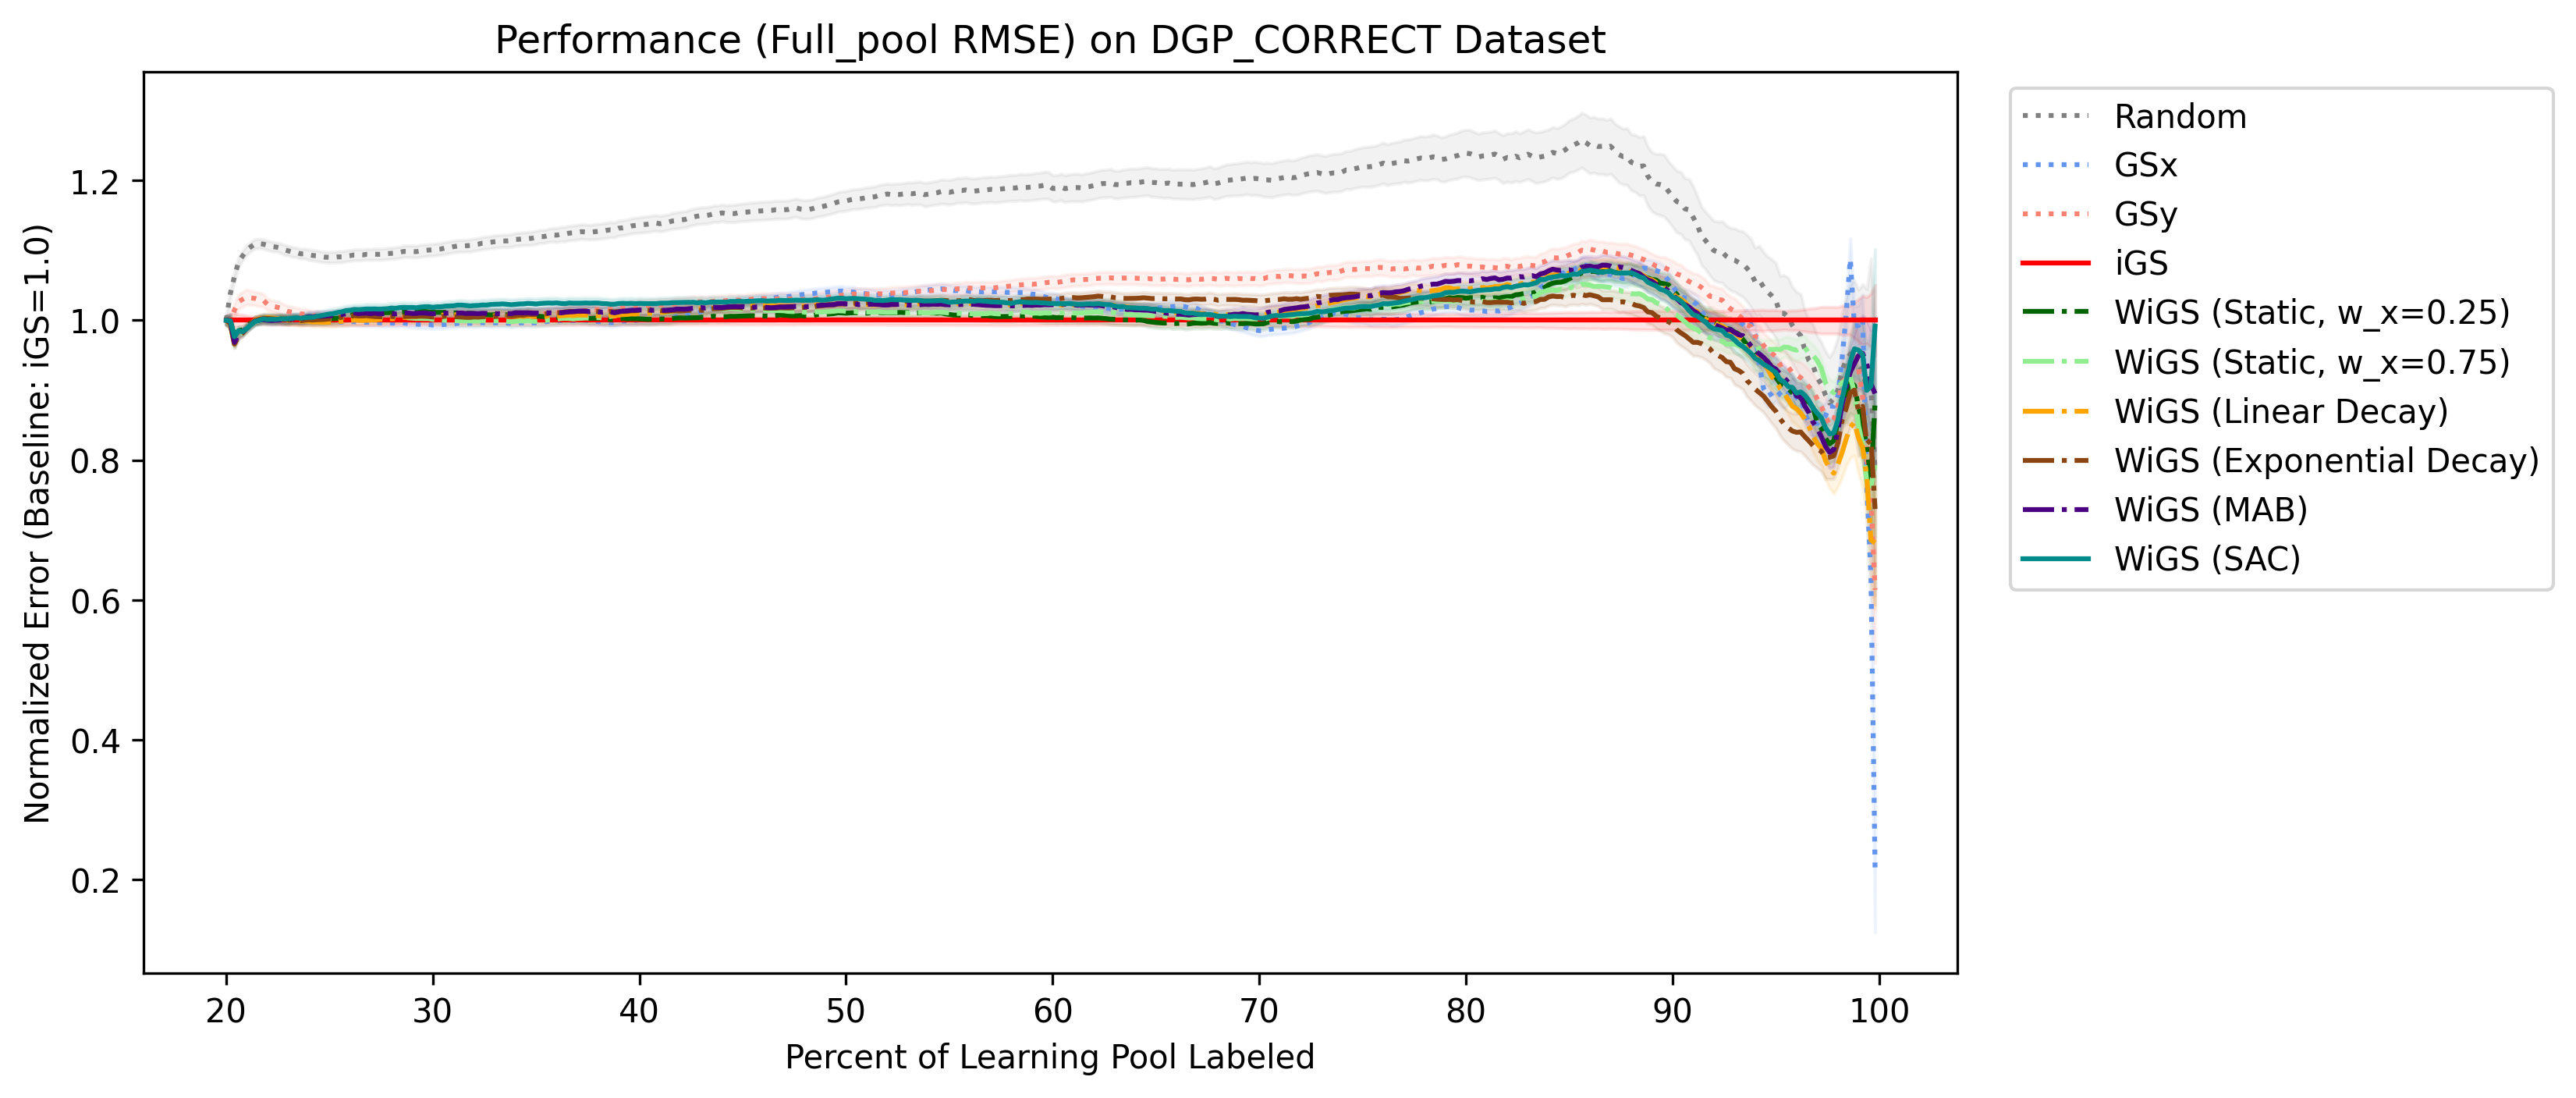 Performance (Full_pool RMSE) on DGP_CORRECT Dataset
Normalized Error (Baseline: iGS=1.0)
1.2
1.0
0.8
0.6
0.4
0.2
20 30 40 50 60 70 80 90 100
Percent of Learning Pool Labeled
Random
GSx
GSy
iGS
WiGS (Static, w_x=0.25)
WiGS (Static, w_x=0.75)
WiGS (Linear Decay)
WiGS (Exponential Decay)
WiGS (MAB)
WiGS (SAC)